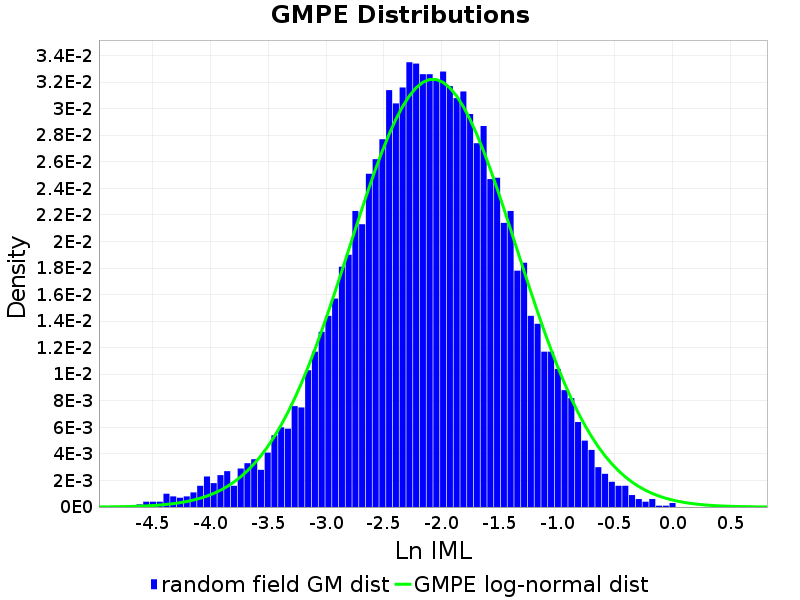 GMPE Distributions
Density
3.4E-2
3.2E-2
3E-2
2.8E-2
2.6E-2
2.4E-2
2.2E-2
2E-2
1.8E-2
1.6E-2
1.4E-2
1.2E-2
1E-2
8E-3
6E-3
4E-3
2E-3
0E0
-4.5 -4.0 -3.5 -3.0 -2.5 -2.0 -1.5 -1.0 -0.5 0.0 0.5
Ln IML
random field GM dist GMPE log-normal dist